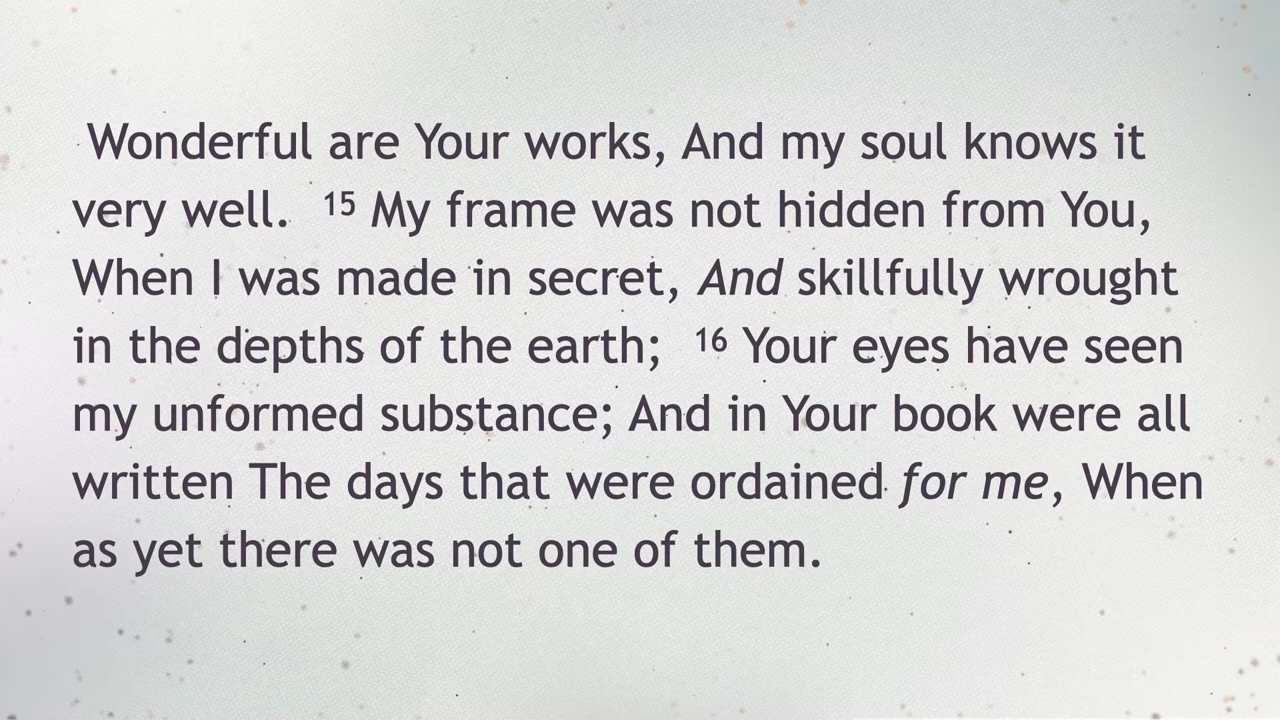 Wonderful are Your works, And my soul knows it
very well. 15 My frame was not hidden from You,
When I was made in secret, And skillfully wrought
in the depths of the earth; 16 Your eyes have seen
my unformed substance; And in Your book were all
written The days that were ordained for me, When
as yet there was not one of them.